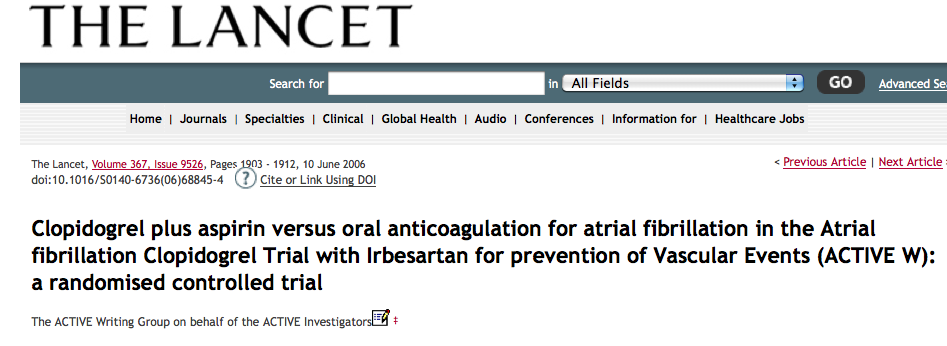 THE LANCET
Search for in All Fields GO Advanced Se
Home | Journals | Specialties | Clinical | Global Health | Audio | Conferences | Information for | Healthcare Jobs
The Lancet, Volume 367, Issue 9526, Pages 1903 - 1912, 10 June 2006
< Previous Article | Next Article
doi:10.1016/S0140-6736(06)68845-4 ? Cite or Link Using DOI
Clopidogrel plus aspirin versus oral anticoagulation for atrial fibrillation in the Atrial
fibrillation Clopidogrel Trial with Irbesartan for prevention of Vascular Events (ACTIVE W):
a randomised controlled trial
The ACTIVE Writing Group on behalf of the ACTIVE Investigators ‡